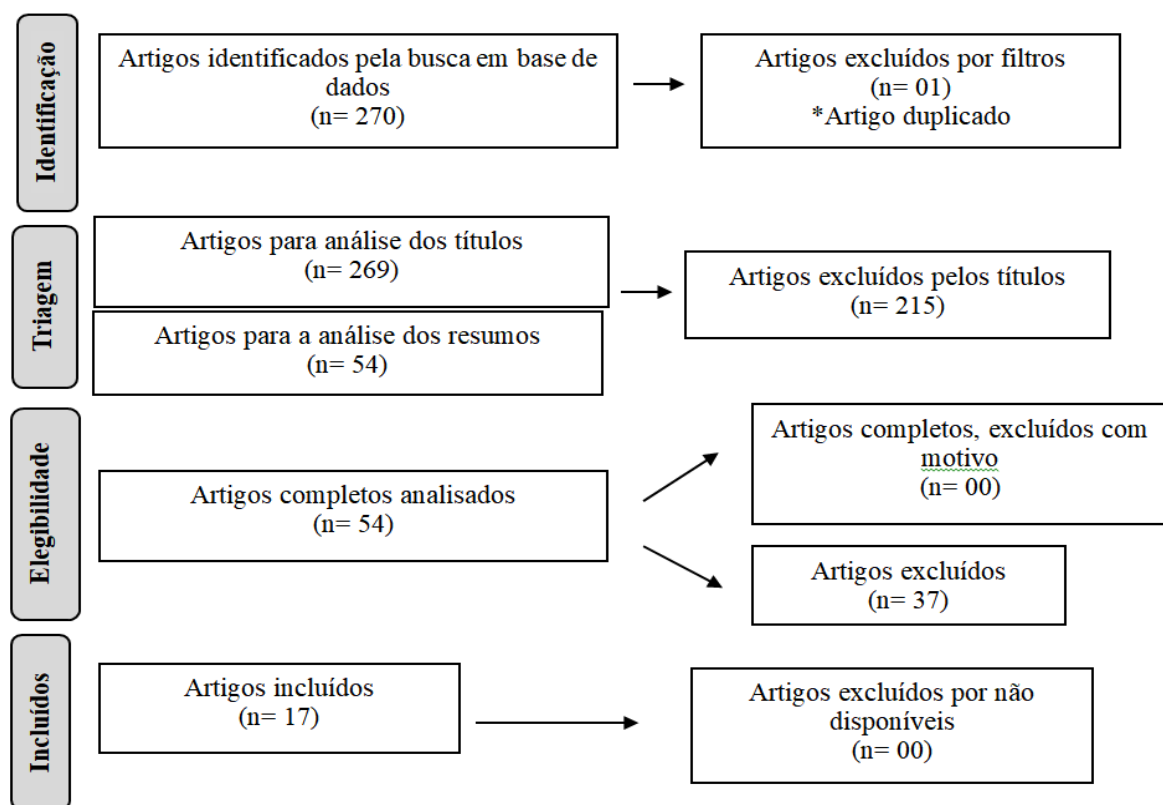 Identificação
Artigos identificados pela busca em base de
dados
(n= 270)
Artigos excluídos por filtros
(n= 01)
*Artigo duplicado
Triagem
Artigos para análise dos títulos
(n= 269)
Artigos para a análise dos resumos
(n= 54)
Artigos excluídos pelos títulos
(n= 215)
Elegibilidade
Artigos completos analisados
(n= 54)
Artigos completos, excluídos com
motivo
(n= 00)
Artigos excluídos
(n= 37)
Incluídos
Artigos incluídos
(n= 17)
Artigos excluídos por não
disponíveis
(n= 00)